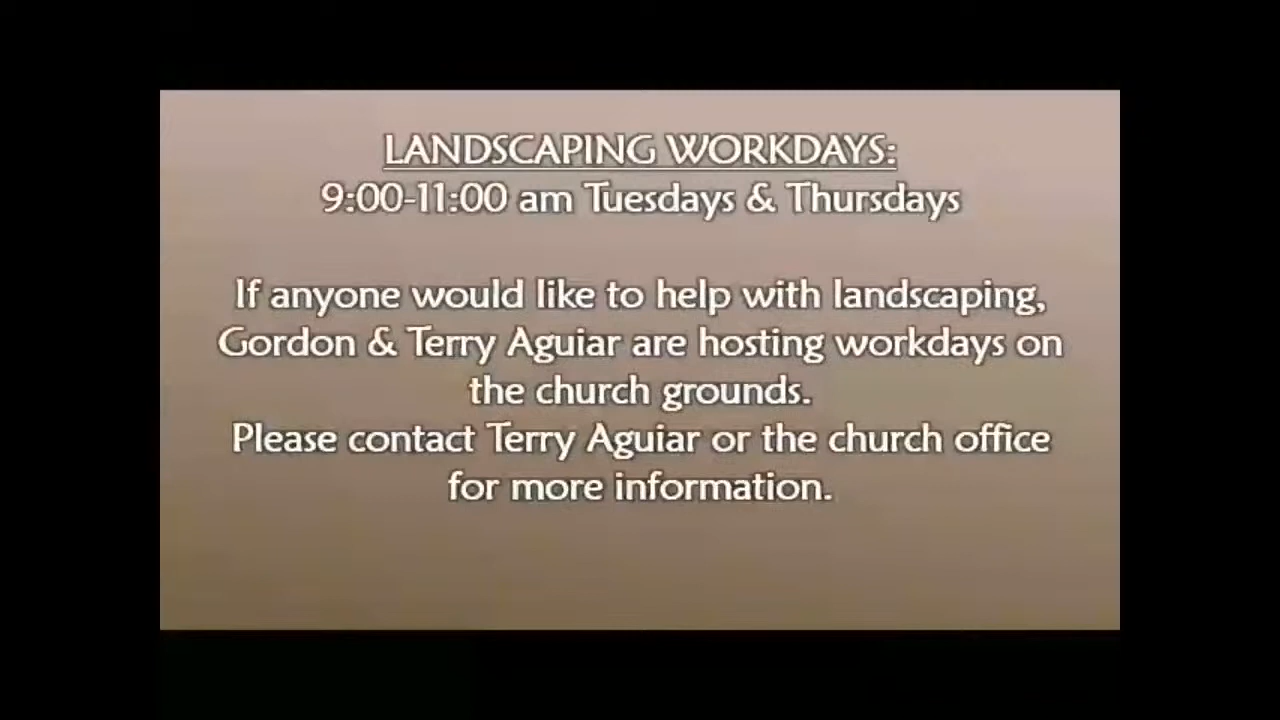 LANDSCAPING WORKDAYS:
9:00-11:00 am Tuesdays & Thursdays
If anyone would like to help with landscaping,
Gordon & Terry Aguiar are hosting workdays on
the church grounds.
Please contact Terry Aguiar or the church office
for more information.